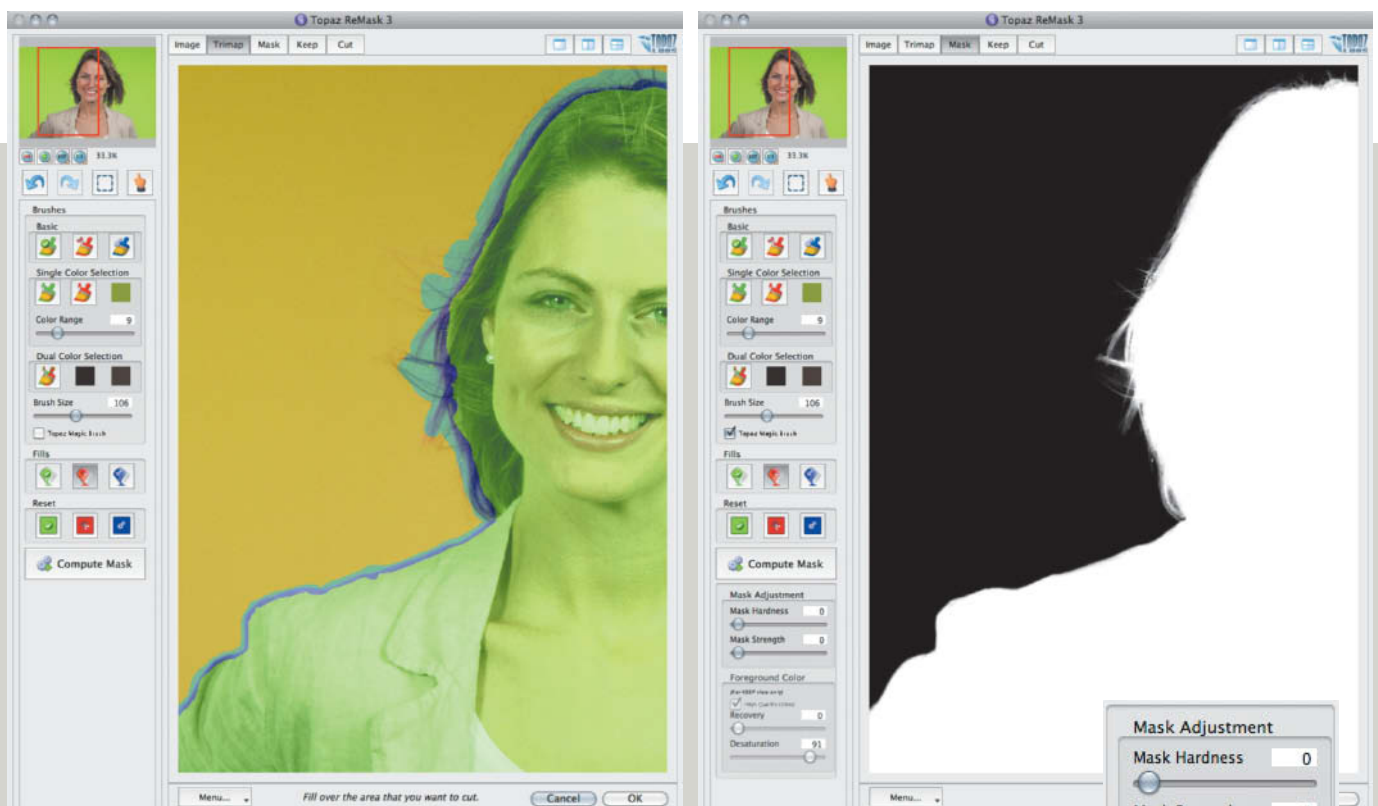 Topaz ReMask 3
Image Trimap Mask Keep Cut
TOPAZ
33.3%
Brushes
Basic
Single Color Selection
Color Range 9
Dual Color Selection
Brush Size 106
Topaz Magic Brush
Fills
Reset
Compute Mask
Menu...
Fill over the area that you want to cut.
Cancel OK
Topaz ReMask 3
Image Trimap Mask Keep Cut
TOPAZ
33.3%
Brushes
Basic
Single Color Selection
Color Range 9
Dual Color Selection
Brush Size 106
Topaz Magic Brush
Fills
Reset
Compute Mask
Mask Adjustment
Mask Hardness 0
Mask Strength 0
Foreground Color
Recovery 0
Desaturation 91
Menu...
Mask Adjustment
Mask Hardness 0